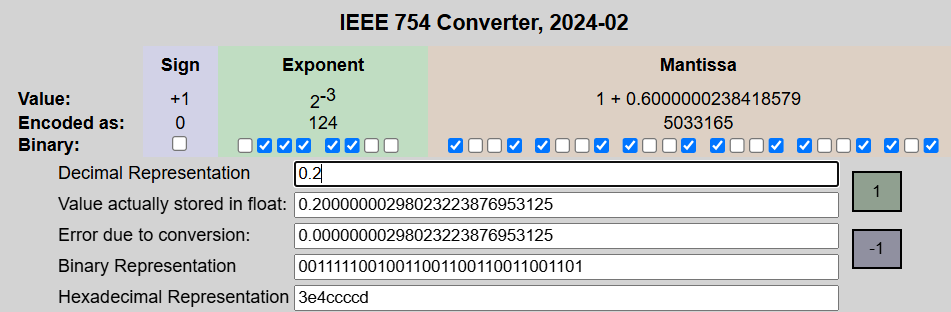 IEEE 754 Converter, 2024-02
Sign Exponent Mantissa
Value: +1 2-3 1 + 0.6000000238418579
Encoded as: 0 124 5033165
Binary:
Decimal Representation 0.2
Value actually stored in float: 0.20000000298023223876953125 1
Error due to conversion: 0.00000000298023223876953125 -1
Binary Representation 00111110010011001100110011001101
Hexadecimal Representation 3e4ccccd